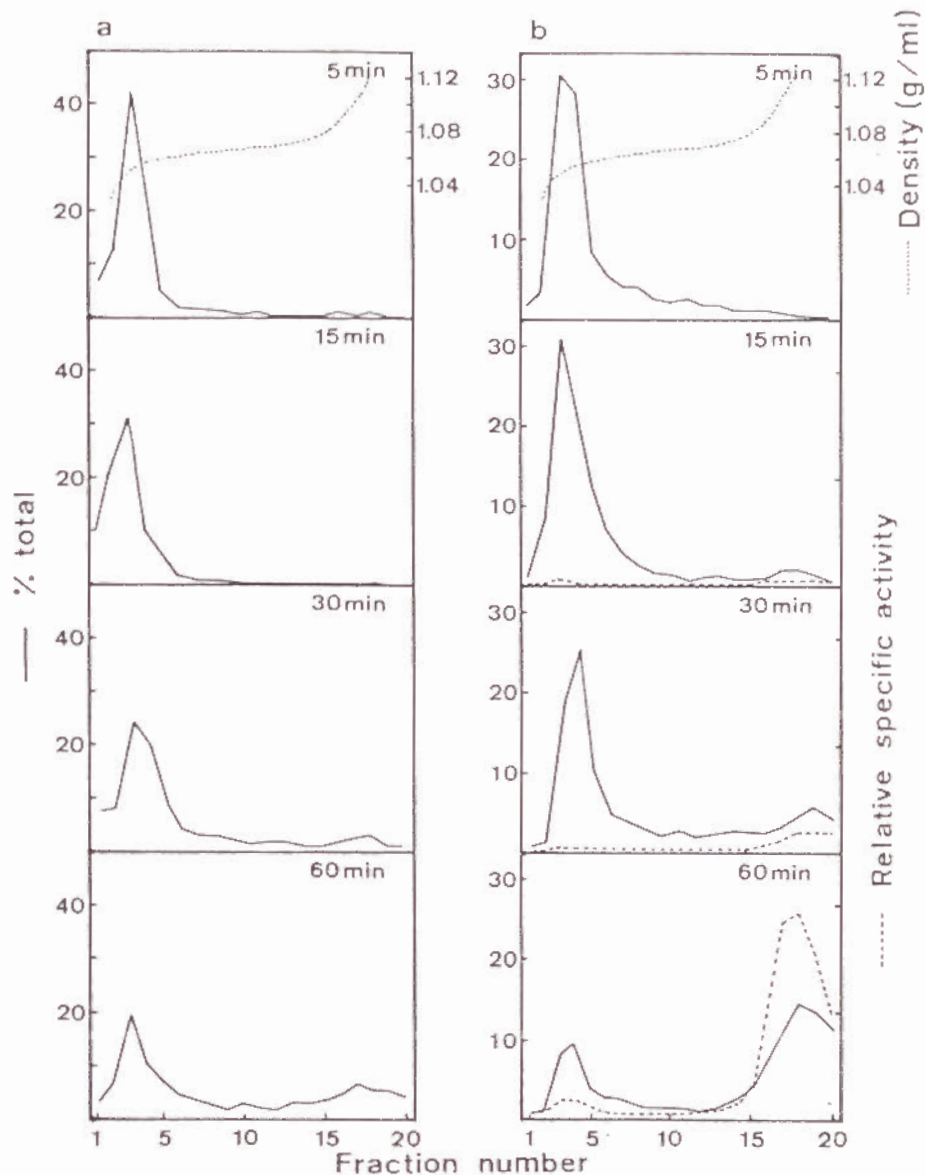 a
b
5 min
40
20
1.12
1.08
1.04
5 min
30
20
10
1.12
1.08
1.04
Density (g/ml)
15 min
40
20
15 min
30
20
10
% total
30 min
40
20
30 min
30
20
10
Relative specific activity
60 min
40
20
60 min
30
20
10
1 5 10 15 20
1 5 10 15 20
Fraction number